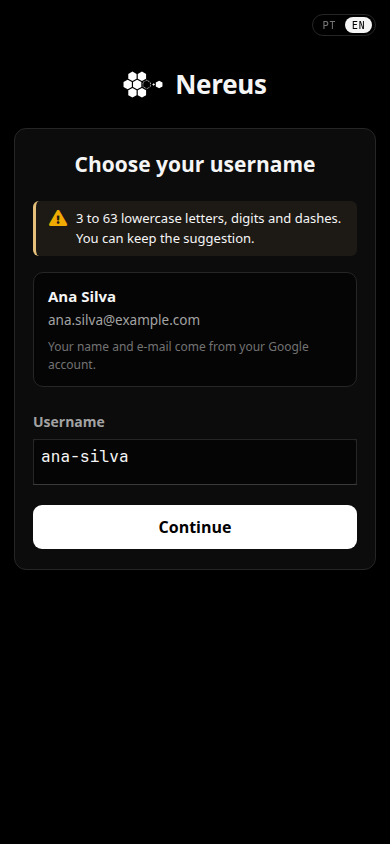 PT EN
Nereus
Choose your username
3 to 63 lowercase letters, digits and dashes.
You can keep the suggestion.
Ana Silva
ana.silva@example.com
Your name and e-mail come from your Google
account.
Username
ana-silva
Continue